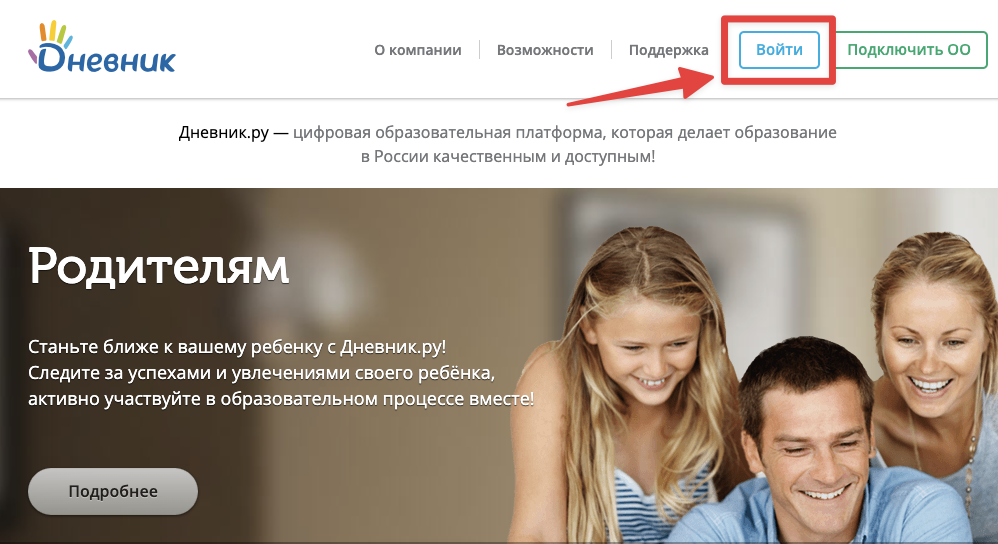 Дневник
О компании
Возможности
Поддержка
Войти
Подключить ОО
Дневник.ру — цифровая образовательная платформа, которая делает образование
в России качественным и доступным!
Родителям
Станьте ближе к вашему ребенку с Дневник.ру!
Следите за успехами и увлечениями своего ребёнка,
активно участвуйте в образовательном процессе вместе!
Подробнее